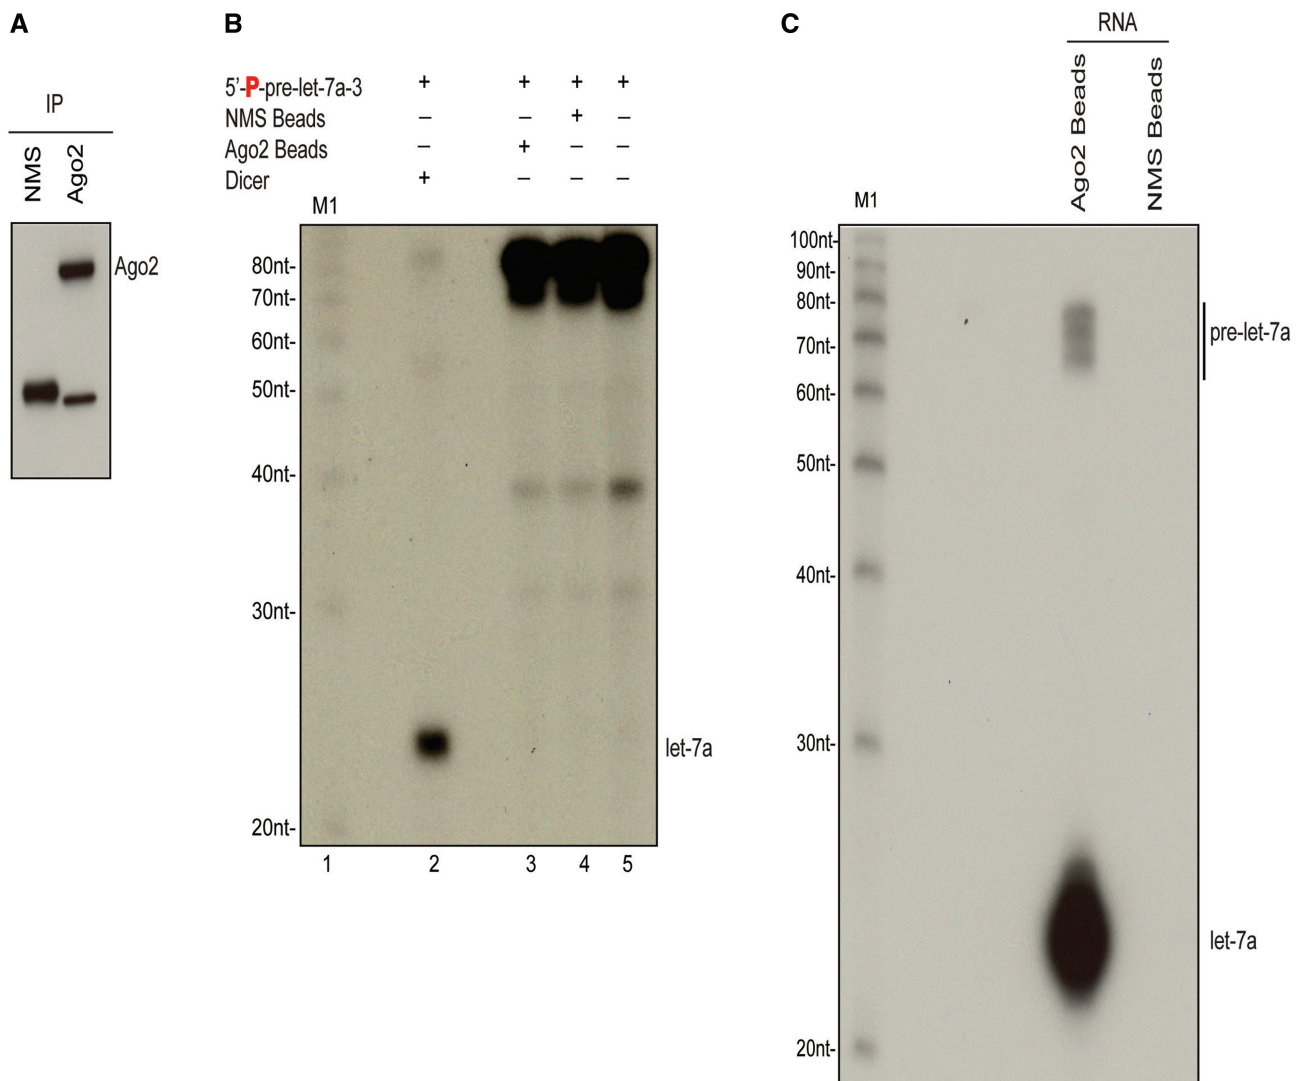 A
IP
NMS
Ago2
Ago2
B
5'-P-pre-let-7a-3 + + + +
NMS Beads – – + –
Ago2 Beads – + – –
Dicer + – – –
M1
80nt-
70nt-
60nt-
50nt-
40nt-
30nt-
let-7a
20nt-
1 2 3 4 5
C
RNA
Ago2 Beads
NMS Beads
M1
100nt-
90nt-
80nt-
pre-let-7a
70nt-
60nt-
50nt-
40nt-
30nt-
let-7a
20nt-